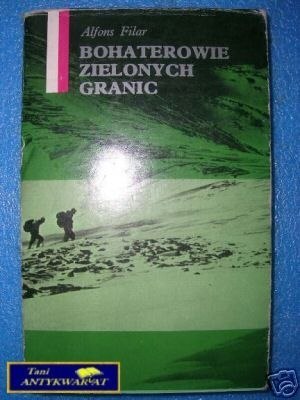 Alfons Filar
BOHATEROWIE
ZIELONYCH
GRANIC
Tani
ANTYKWARIAT